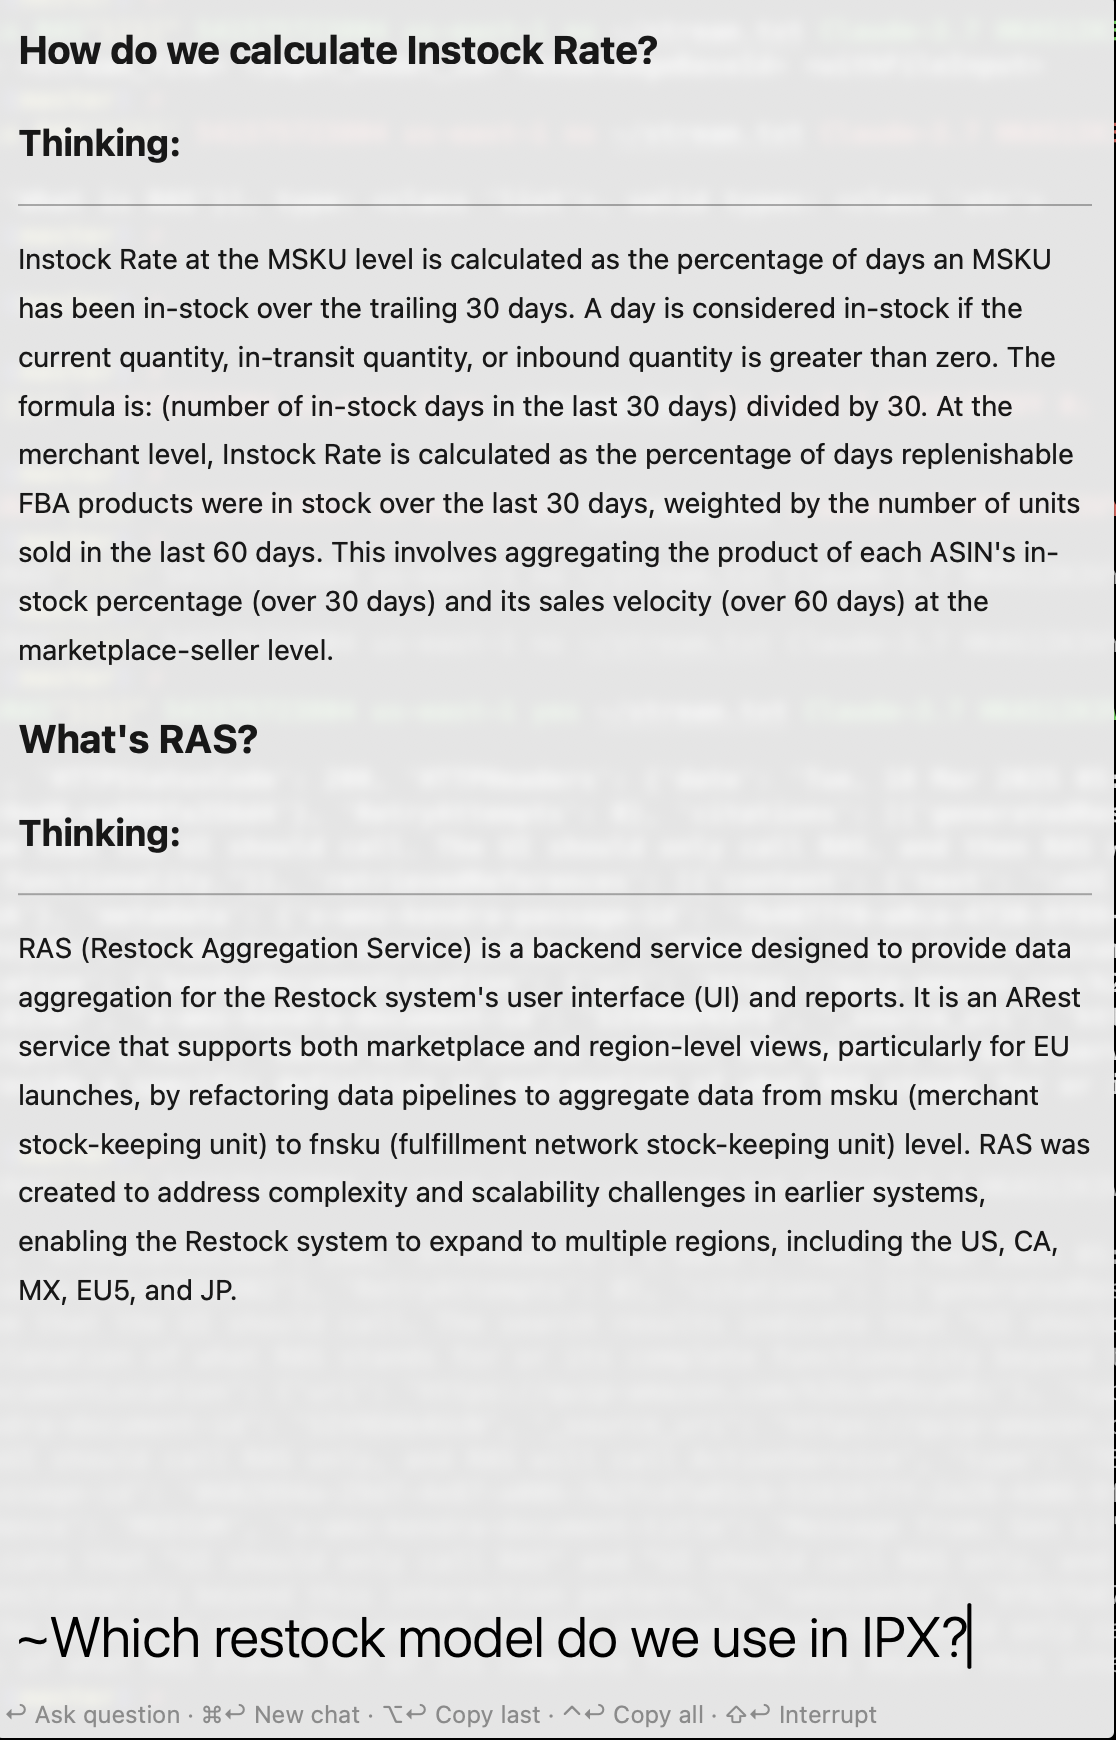 How do we calculate Instock Rate?
Thinking:
Instock Rate at the MSKU level is calculated as the percentage of days an MSKU
has been in-stock over the trailing 30 days. A day is considered in-stock if the
current quantity, in-transit quantity, or inbound quantity is greater than zero. The
formula is: (number of in-stock days in the last 30 days) divided by 30. At the
merchant level, Instock Rate is calculated as the percentage of days replenishable
FBA products were in stock over the last 30 days, weighted by the number of units
sold in the last 60 days. This involves aggregating the product of each ASIN's in-
stock percentage (over 30 days) and its sales velocity (over 60 days) at the
marketplace-seller level.
What's RAS?
Thinking:
RAS (Restock Aggregation Service) is a backend service designed to provide data
aggregation for the Restock system's user interface (UI) and reports. It is an ARest
service that supports both marketplace and region-level views, particularly for EU
launches, by refactoring data pipelines to aggregate data from msku (merchant
stock-keeping unit) to fnsku (fulfillment network stock-keeping unit) level. RAS was
created to address complexity and scalability challenges in earlier systems,
enabling the Restock system to expand to multiple regions, including the US, CA,
MX, EU5, and JP.
~Which restock model do we use in IPX?
↩ Ask question · ⌘↩ New chat · ⌥↩ Copy last · ^↩ Copy all · ⇧↩ Interrupt